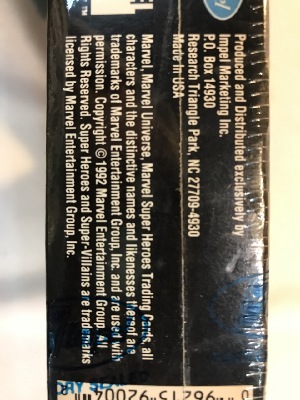 Produced and Distributed exclusively by
Impel Marketing Inc.
P.O. Box 14930
Research Triangle Park, NC 27709-4930
Made in USA
Marvel, Marvel Universe, Marvel Super Heroes Trading Cards, all
characters and the distinctive names and likenesses thereof are
trademarks of Marvel Entertainment Group, Inc. and are used with
permission. Copyright © 1992 Marvel Entertainment Group, All
Rights Reserved. Super Heroes and Super-Villains are trademarks
licensed by Marvel Entertainment Group, Inc.
TM